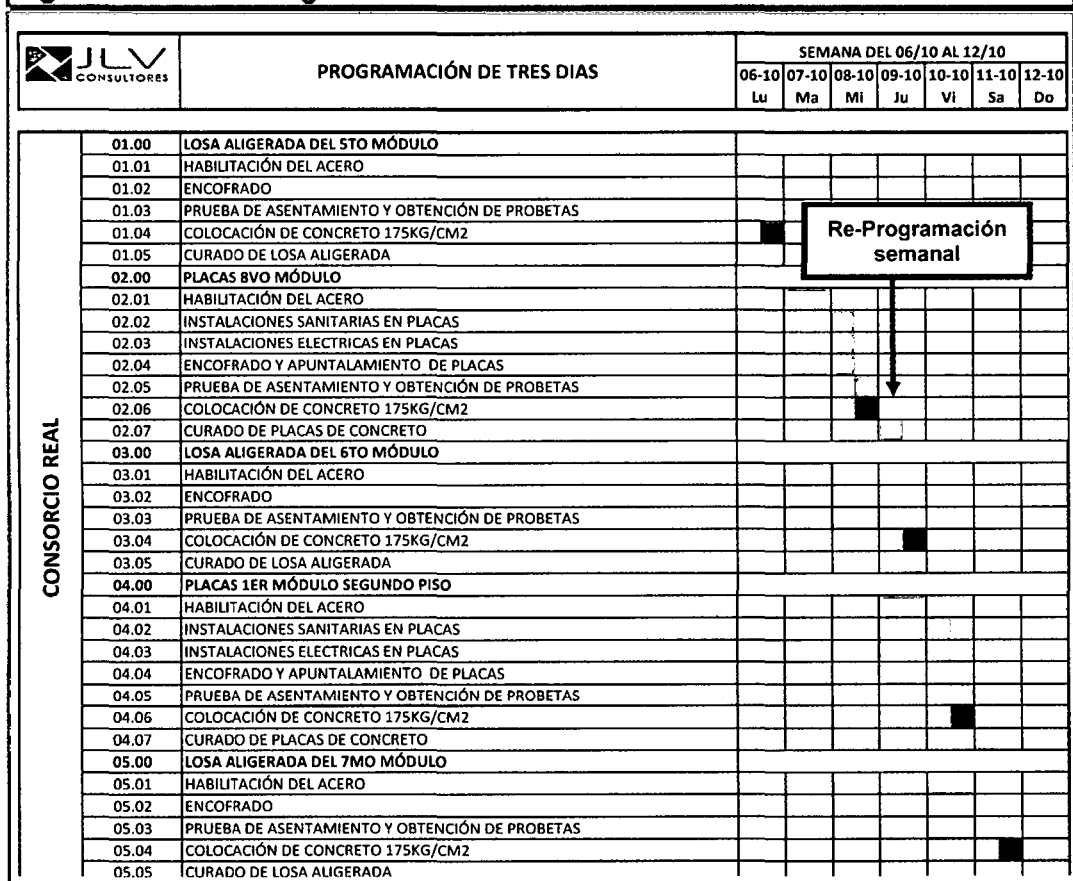 JLV
CONSULTORES
PROGRAMACIÓN DE TRES DIAS
SEMANA DEL 06/10 AL 12/10
06-10 07-10 08-10 09-10 10-10 11-10 12-10
Lu Ma Mi Ju Vi Sa Do
CONSORCIO REAL
01.00 LOSA ALIGERADA DEL 5TO MÓDULO
01.01 HABILITACIÓN DEL ACERO
01.02 ENCOFRADO
01.03 PRUEBA DE ASENTAMIENTO Y OBTENCIÓN DE PROBETAS
01.04 COLOCACIÓN DE CONCRETO 175KG/CM2
01.05 CURADO DE LOSA ALIGERADA
Re-Programación
semanal
02.00 PLACAS 8VO MÓDULO
02.01 HABILITACIÓN DEL ACERO
02.02 INSTALACIONES SANITARIAS EN PLACAS
02.03 INSTALACIONES ELECTRICAS EN PLACAS
02.04 ENCOFRADO Y APUNTALAMIENTO DE PLACAS
02.05 PRUEBA DE ASENTAMIENTO Y OBTENCIÓN DE PROBETAS
02.06 COLOCACIÓN DE CONCRETO 175KG/CM2
02.07 CURADO DE PLACAS DE CONCRETO
03.00 LOSA ALIGERADA DEL 6TO MÓDULO
03.01 HABILITACIÓN DEL ACERO
03.02 ENCOFRADO
03.03 PRUEBA DE ASENTAMIENTO Y OBTENCIÓN DE PROBETAS
03.04 COLOCACIÓN DE CONCRETO 175KG/CM2
03.05 CURADO DE LOSA ALIGERADA
04.00 PLACAS 1ER MÓDULO SEGUNDO PISO
04.01 HABILITACIÓN DEL ACERO
04.02 INSTALACIONES SANITARIAS EN PLACAS
04.03 INSTALACIONES ELECTRICAS EN PLACAS
04.04 ENCOFRADO Y APUNTALAMIENTO DE PLACAS
04.05 PRUEBA DE ASENTAMIENTO Y OBTENCIÓN DE PROBETAS
04.06 COLOCACIÓN DE CONCRETO 175KG/CM2
04.07 CURADO DE PLACAS DE CONCRETO
05.00 LOSA ALIGERADA DEL 7MO MÓDULO
05.01 HABILITACIÓN DEL ACERO
05.02 ENCOFRADO
05.03 PRUEBA DE ASENTAMIENTO Y OBTENCIÓN DE PROBETAS
05.04 COLOCACIÓN DE CONCRETO 175KG/CM2
05.05 CURADO DE LOSA ALIGERADA